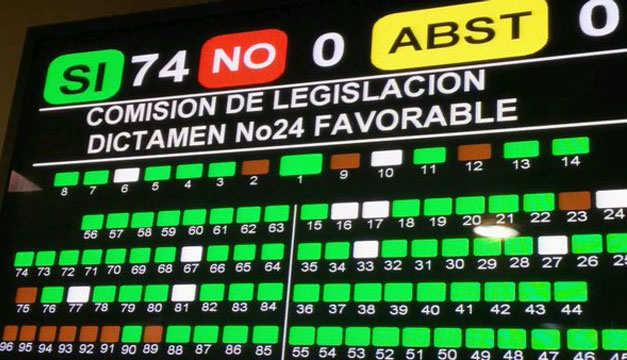 SI 74 NO 0 ABST 0
COMISION DE LEGISLACION
DICTAMEN No24 FAVORABLE
8 7 6 5 4 3 2 1 9 10 11 12 13 14
56 57 58 59 60 61 62 63 15 16 17 18 19 20 21 22 23 24
74 73 72 71 70 69 68 67 66 65 64 35 34 33 32 31 30 29 28 27 26 25
75 76 77 78 79 80 81 82 83 84 36 37 38 39 40 41 42 43 44
96 95 94 93 92 91 90 89 88 87 86 85 55 54 53 52 51 50 49 48 47 46